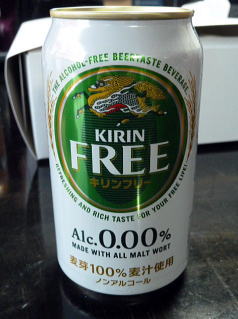 THE ALCOHOL-FREE BEERTASTE BEVERAGE
KIRIN
FREE
キリンフリー
REFRESHING AND RICH TASTE FOR YOUR FREE LIFE!
Alc.0.00%
MADE WITH ALL MALT WORT
麦芽100%麦汁使用
ノンアルコール